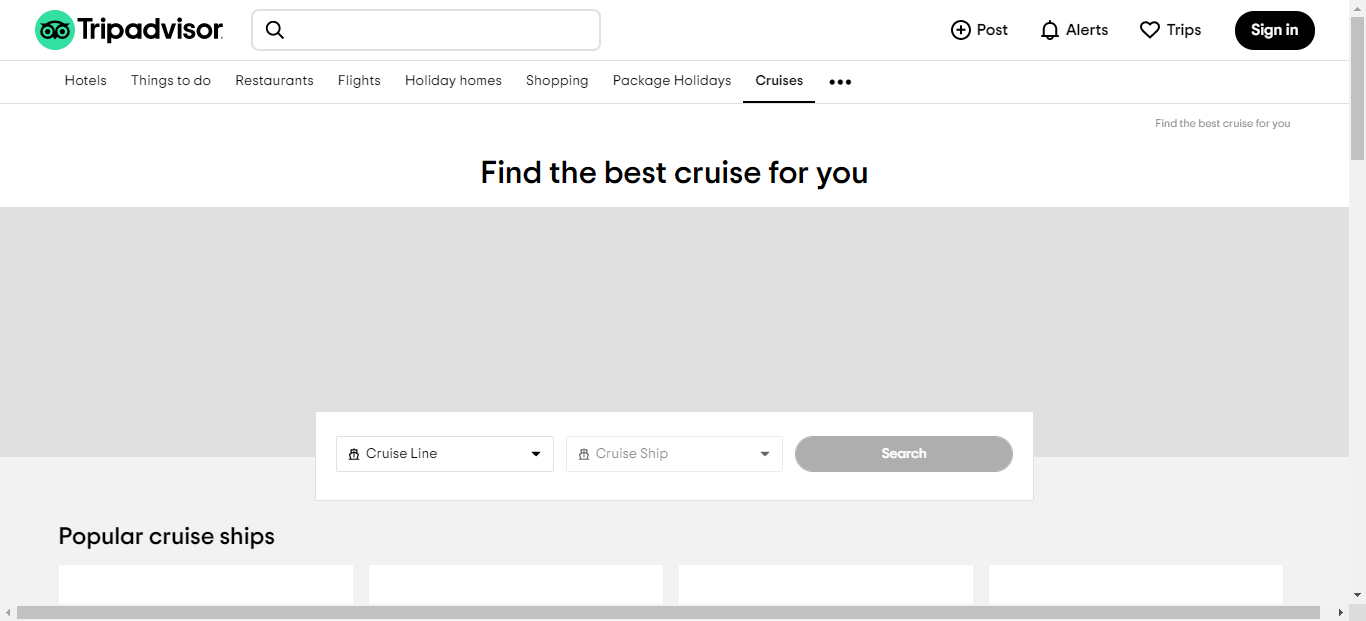 Tripadvisor
Post
Alerts
Trips
Sign in
Hotels
Things to do
Restaurants
Flights
Holiday homes
Shopping
Package Holidays
Cruises
Find the best cruise for you
Find the best cruise for you
Cruise Line
Cruise Ship
Search
Popular cruise ships